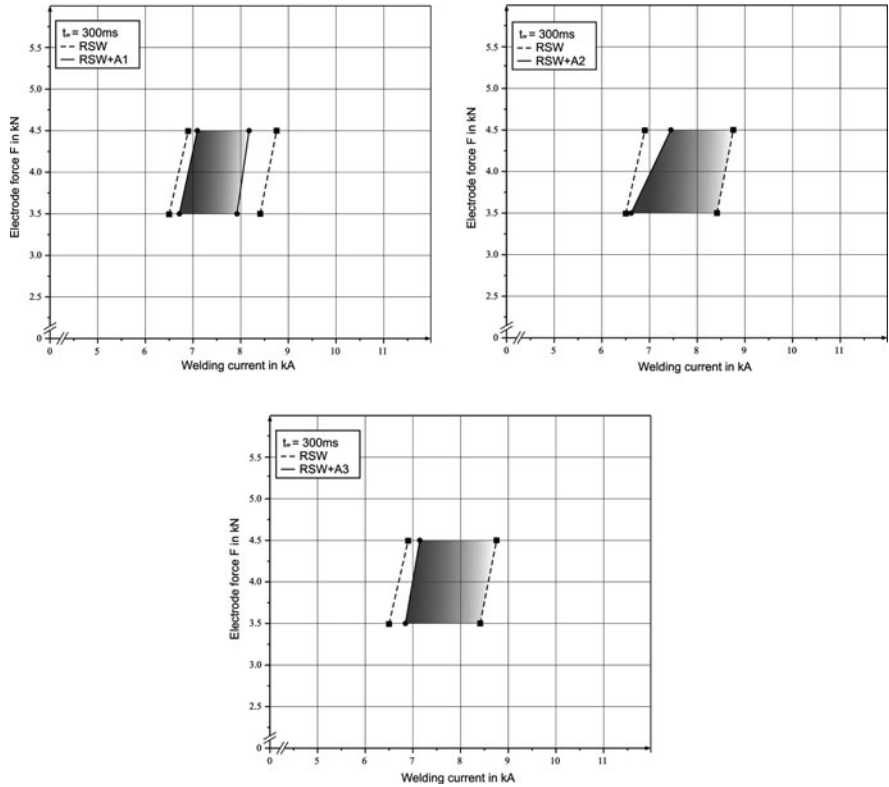 tw = 300ms
RSW
RSW+A1
Electrode force F in kN
5.5
5.0
4.5
4.0
3.5
3.0
2.5
0
0 5 6 7 8 9 10 11
Welding current in kA
tw = 300ms
RSW
RSW+A2
Electrode force F in kN
5.5
5.0
4.5
4.0
3.5
3.0
2.5
0
0 5 6 7 8 9 10 11
Welding current in kA
tw = 300ms
RSW
RSW+A3
Electrode force F in kN
5.5
5.0
4.5
4.0
3.5
3.0
2.5
0
0 4 5 6 7 8 9 10 11
Welding current in kA